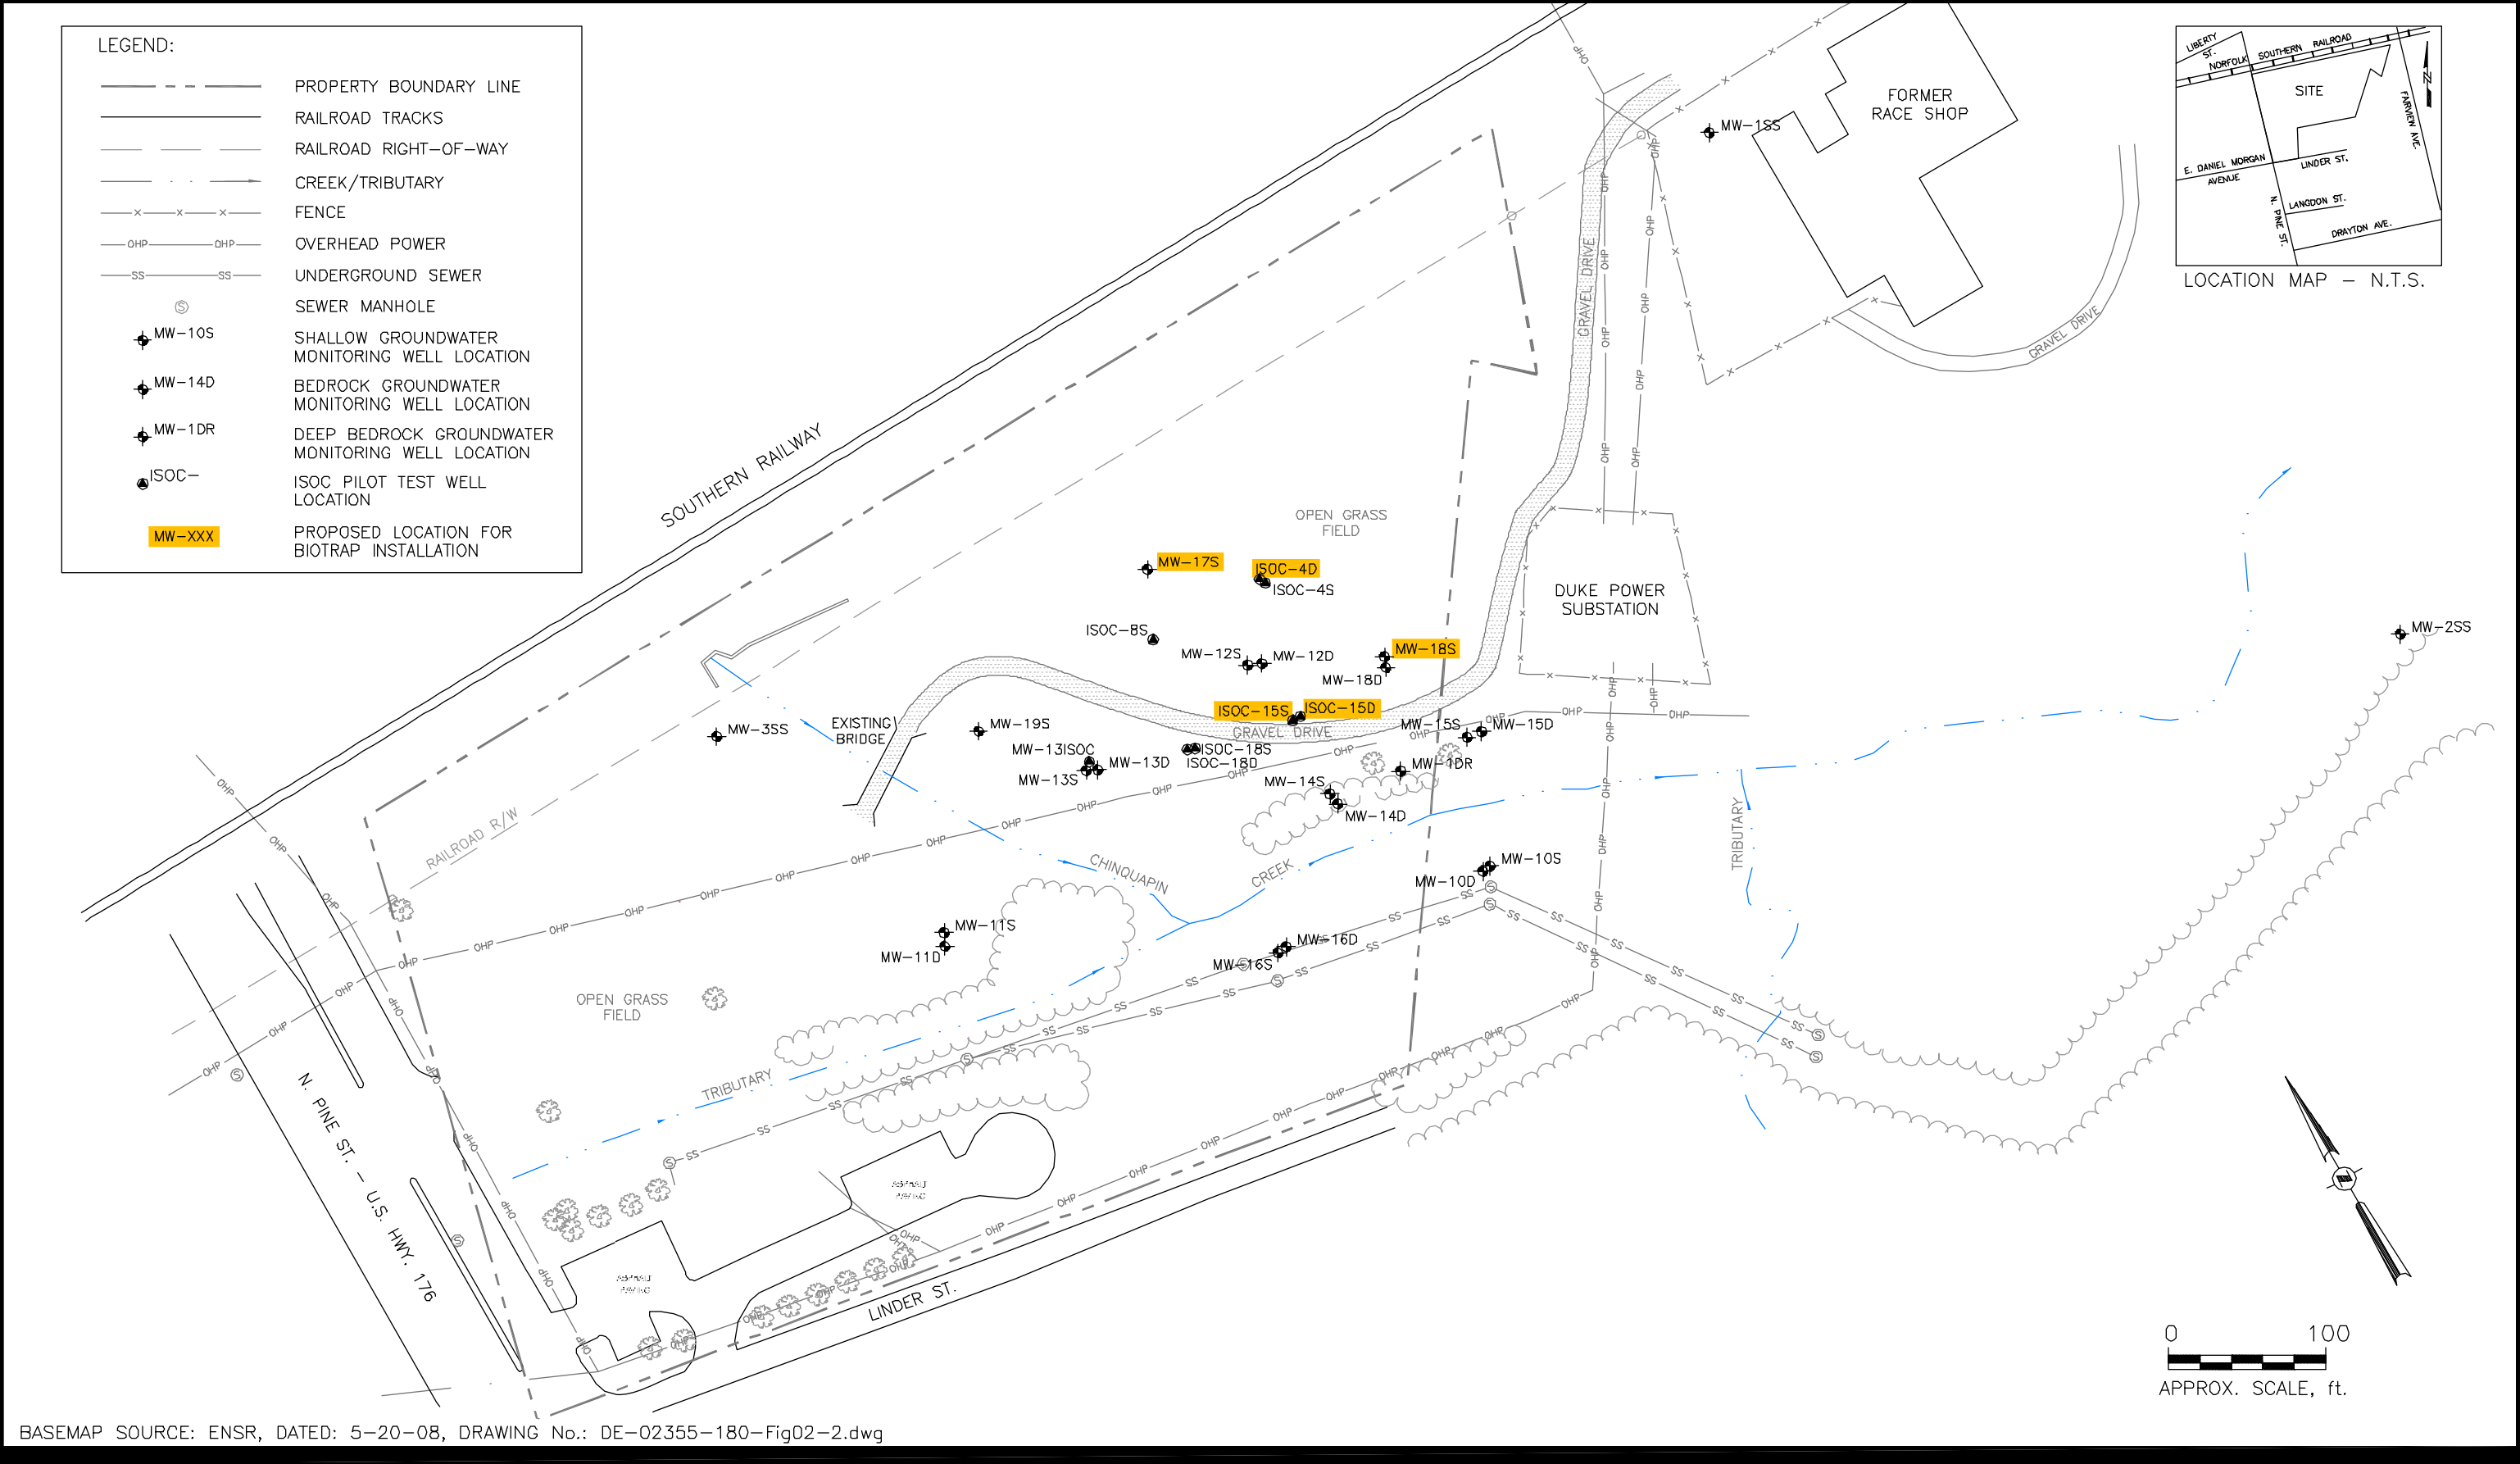 LEGEND:
PROPERTY BOUNDARY LINE
RAILROAD TRACKS
RAILROAD RIGHT-OF-WAY
CREEK/TRIBUTARY
FENCE
OHP OHP OVERHEAD POWER
SS SS UNDERGROUND SEWER
S SEWER MANHOLE
MW-10S SHALLOW GROUNDWATER
MONITORING WELL LOCATION
MW-14D BEDROCK GROUNDWATER
MONITORING WELL LOCATION
MW-1DR DEEP BEDROCK GROUNDWATER
MONITORING WELL LOCATION
ISOC- ISOC PILOT TEST WELL
LOCATION
MW-XXX PROPOSED LOCATION FOR
BIOTRAP INSTALLATION
LIBERTY
ST.
NORFOLK SOUTHERN RAILROAD
N
SITE
FAIRVIEW AVE.
E. DANIEL MORGAN
AVENUE
LINDER ST.
LANGDON ST.
N. PINE ST.
DRAYTON AVE.
LOCATION MAP - N.T.S.
FORMER
RACE SHOP
MW-1SS
GRAVEL DRIVE
GRAVEL DRIVE
SOUTHERN RAILWAY
OPEN GRASS
FIELD
MW-17S
ISOC-4D
ISOC-4S
DUKE POWER
SUBSTATION
ISOC-8S
MW-12S
MW-12D
MW-18S
MW-18D
MW-2SS
ISOC-15S
ISOC-15D
MW-3SS
EXISTING
BRIDGE
MW-19S
GRAVEL DRIVE
MW-15S
MW-15D
MW-13ISOC
MW-13D
MW-13S
ISOC-18S
ISOC-18D
MW-1DR
MW-14S
MW-14D
RAILROAD R/W
CHINQUAPIN
CREEK
TRIBUTARY
MW-10S
MW-10D
MW-11S
MW-11D
MW-16D
MW-16S
OPEN GRASS
FIELD
TRIBUTARY
N. PINE ST. - U.S. HWY. 176
LINDER ST.
0 100
APPROX. SCALE, ft.
BASEMAP SOURCE: ENSR, DATED: 5-20-08, DRAWING No.: DE-02355-180-Fig02-2.dwg